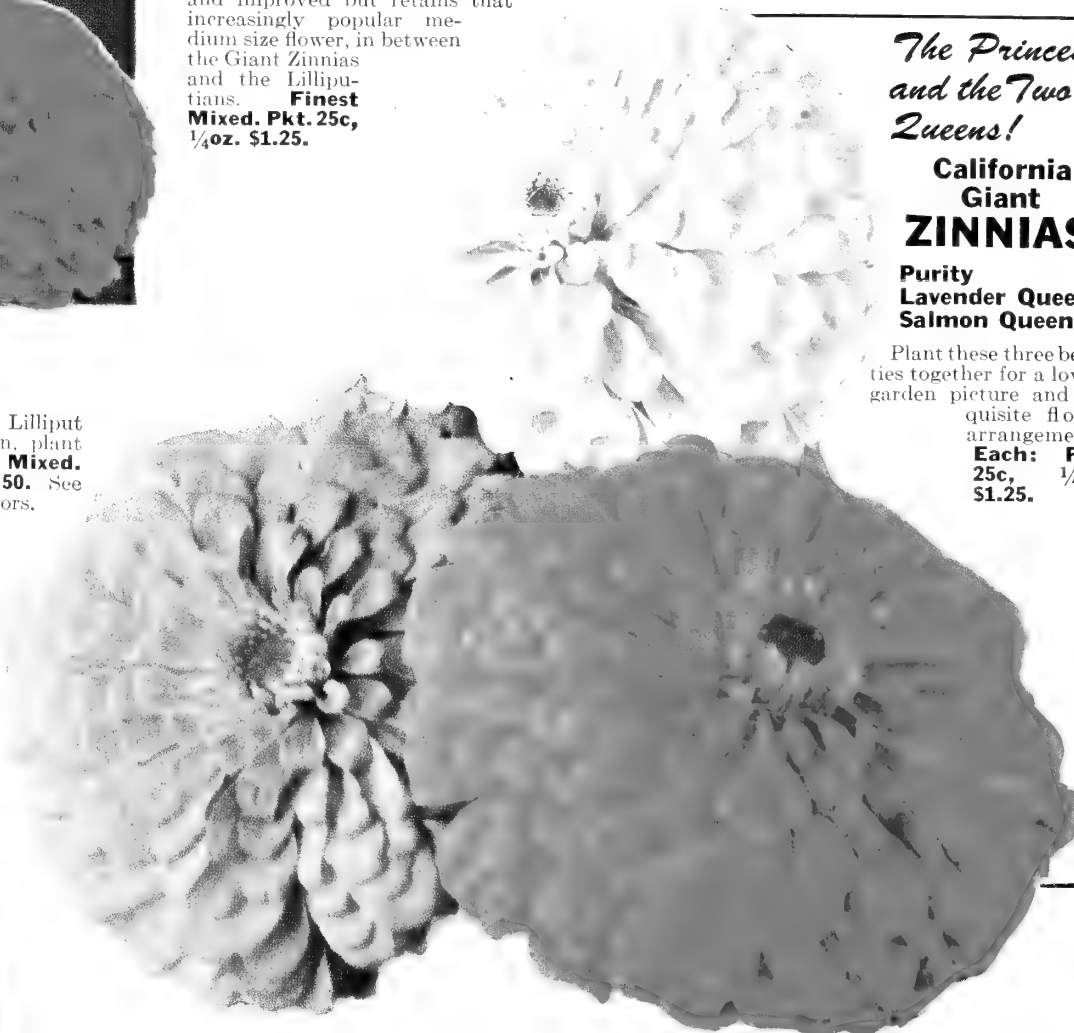 and improved but retains that
increasingly popular me-
dium size flower, in between
the Giant Zinnias
and the Lillipu-
tians. Finest
Mixed. Pkt. 25c,
¼oz. $1.25.
Lilliput
n, plant
Mixed.
50. See
ors.
The Prince
and the Two
Queens!
California
Giant
ZINNIAS
Purity
Lavender Quee
Salmon Queen
Plant these three be
ties together for a lov
garden picture and
quisite flo
arrangeme
Each: P
25c, ¼
$1.25.